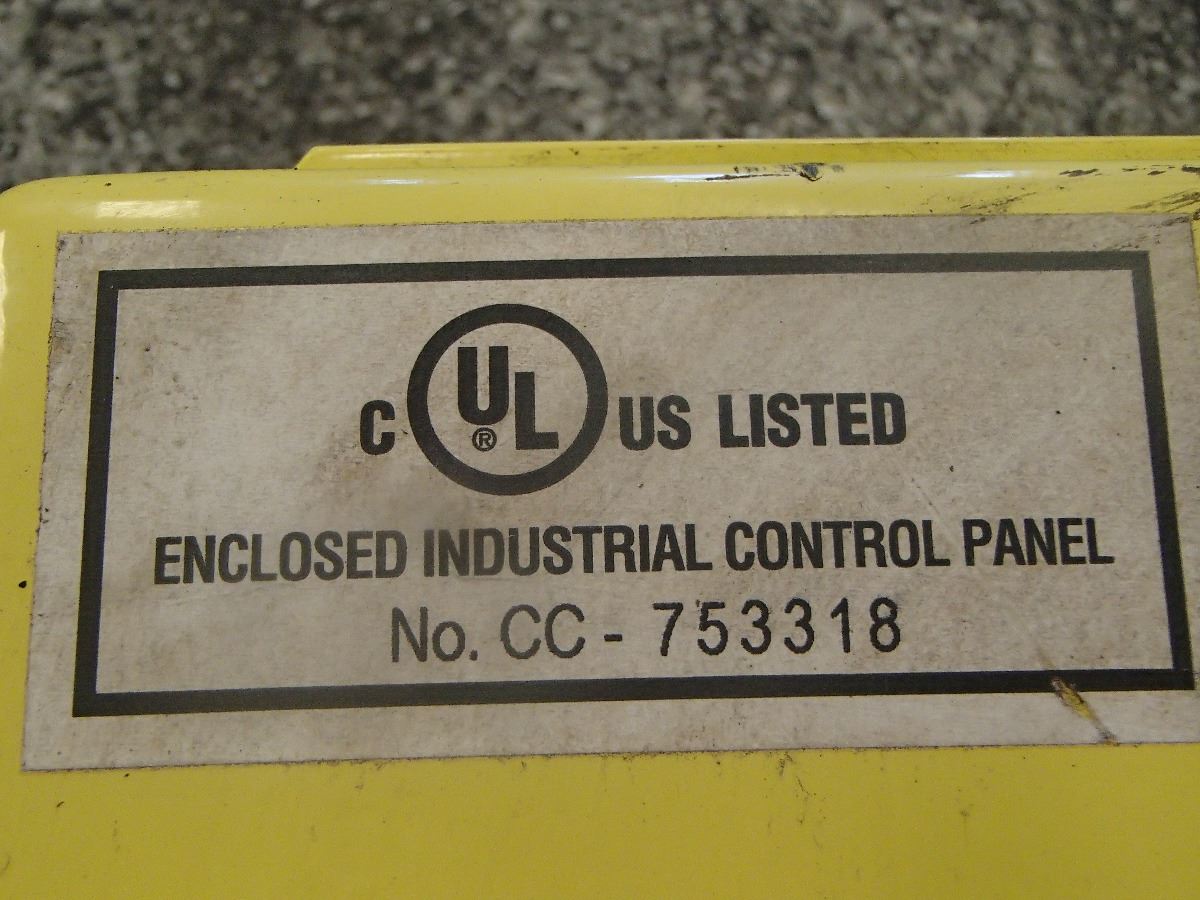 C UL ® US LISTED
ENCLOSED INDUSTRIAL CONTROL PANEL
No. CC - 753318